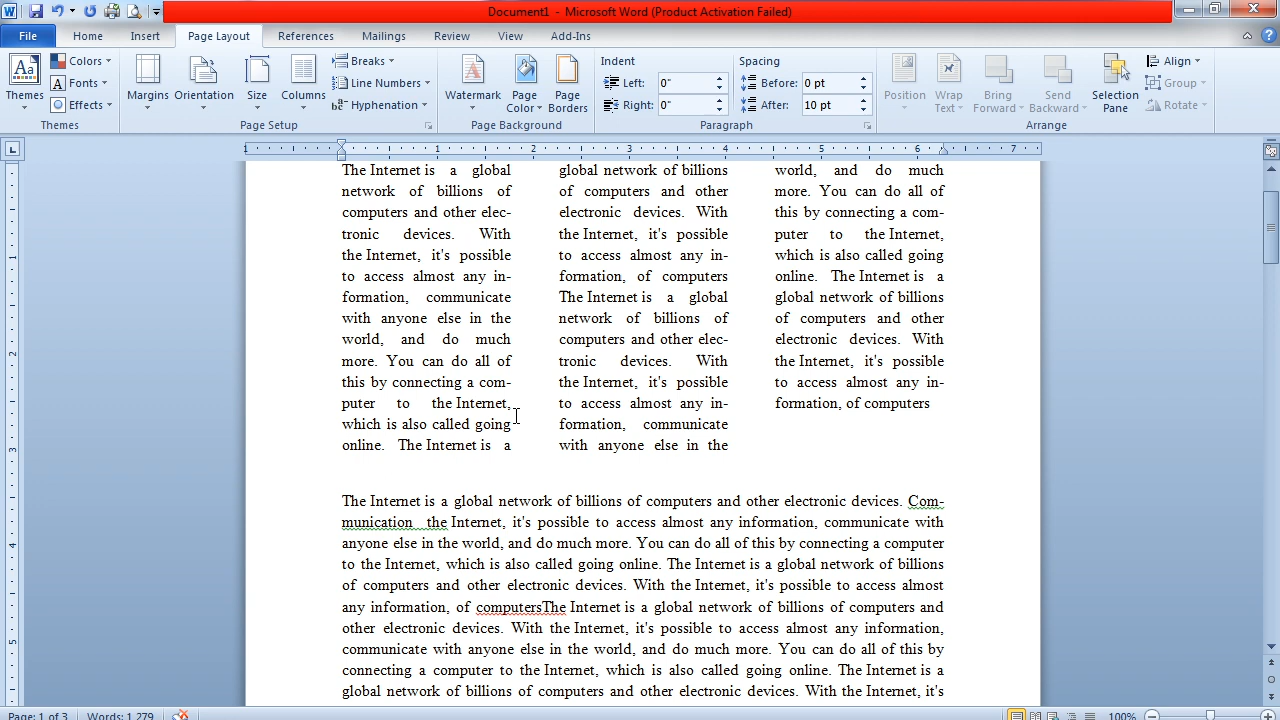 Document1 - Microsoft Word (Product Activation Failed)
File Home Insert Page Layout References Mailings Review View Add-Ins
Themes
Colors
Fonts
Effects
Themes
Margins
Orientation
Size
Columns
Breaks
Line Numbers
Hyphenation
Page Setup
Watermark
Page
Color
Page
Borders
Page Background
Indent
Left: 0"
Right: 0"
Spacing
Before: 0 pt
After: 10 pt
Paragraph
Position
Wrap
Text
Bring
Forward
Send
Backward
Selection
Pane
Align
Group
Rotate
Arrange
1 1 2 3 4 5 6 7
1
2
3
4
5
The Internet is a global
network of billions of
computers and other elec-
tronic devices. With
the Internet, it's possible
to access almost any in-
formation, communicate
with anyone else in the
world, and do much
more. You can do all of
this by connecting a com-
puter to the Internet,
which is also called going
online. The Internet is a
global network of billions
of computers and other
electronic devices. With
the Internet, it's possible
to access almost any in-
formation, of computers
The Internet is a global
network of billions of
computers and other elec-
tronic devices. With
the Internet, it's possible
to access almost any in-
formation, communicate
with anyone else in the
world, and do much
more. You can do all of
this by connecting a com-
puter to the Internet,
which is also called going
online. The Internet is a
global network of billions
of computers and other
electronic devices. With
the Internet, it's possible
to access almost any in-
formation, of computers
The Internet is a global network of billions of computers and other electronic devices. Com-
munication the Internet, it's possible to access almost any information, communicate with
anyone else in the world, and do much more. You can do all of this by connecting a computer
to the Internet, which is also called going online. The Internet is a global network of billions
of computers and other electronic devices. With the Internet, it's possible to access almost
any information, of computersThe Internet is a global network of billions of computers and
other electronic devices. With the Internet, it's possible to access almost any information,
communicate with anyone else in the world, and do much more. You can do all of this by
connecting a computer to the Internet, which is also called going online. The Internet is a
global network of billions of computers and other electronic devices. With the Internet, it's
Page: 1 of 3 Words: 1,279 100%